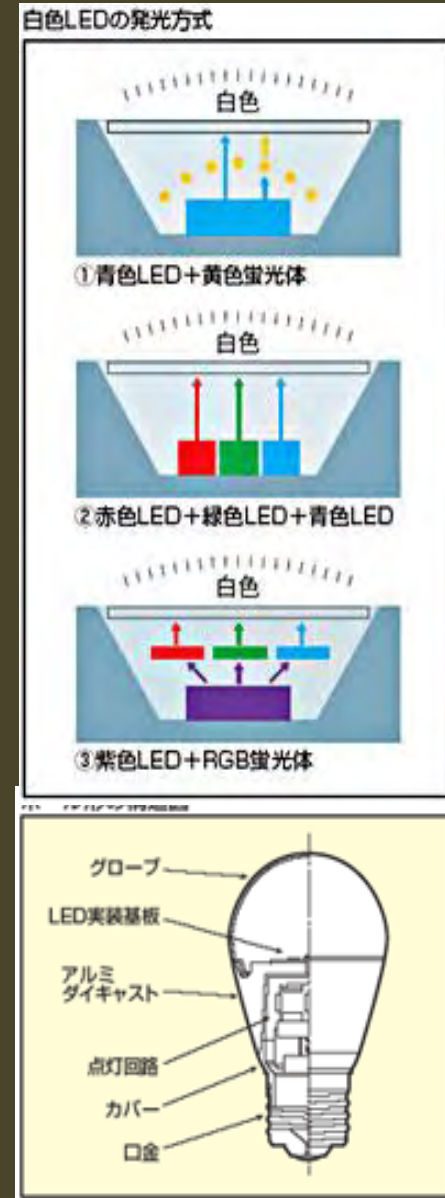 白色LEDの発光方式
白色
①青色LED+黄色蛍光体
白色
②赤色LED+緑色LED+青色LED
白色
③紫色LED+RGB蛍光体
グローブ
LED実装基板
アルミ
ダイキャスト
点灯回路
カバー
口金